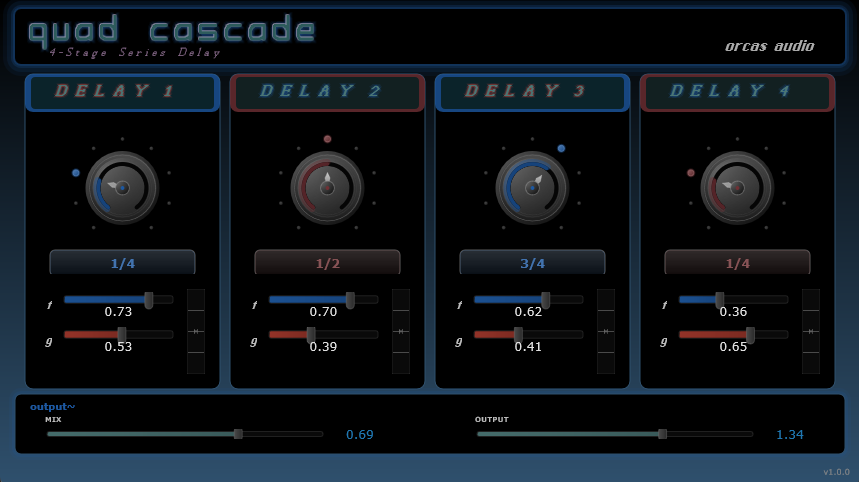 quad cascade
4-Stage Series Delay
orcas audio
DELAY 1
DELAY 2
DELAY 3
DELAY 4
1/4
1/2
3/4
1/4
f
0.73
f
0.70
f
0.62
f
0.36
g
0.53
g
0.39
g
0.41
g
0.65
output~
MIX
0.69
OUTPUT
1.34
v1.0.0